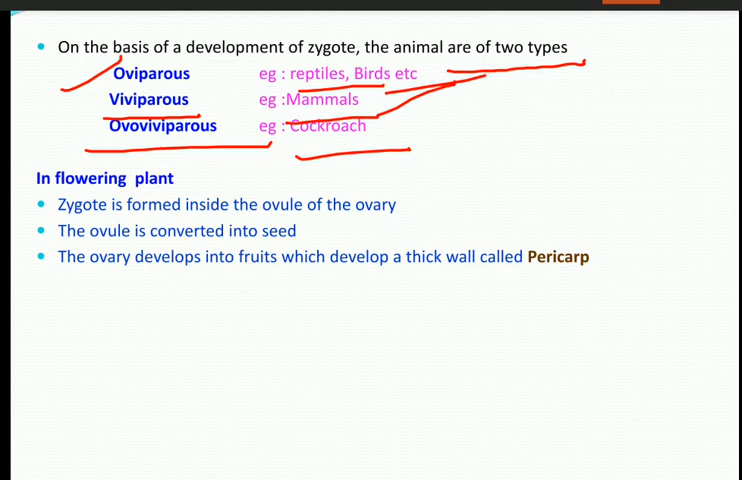 On the basis of a development of zygote, the animal are of two types
Oviparous eg : reptiles, Birds etc
Viviparous eg :Mammals
Ovoviviparous eg : Cockroach
In flowering plant
Zygote is formed inside the ovule of the ovary
The ovule is converted into seed
The ovary develops into fruits which develop a thick wall called Pericarp